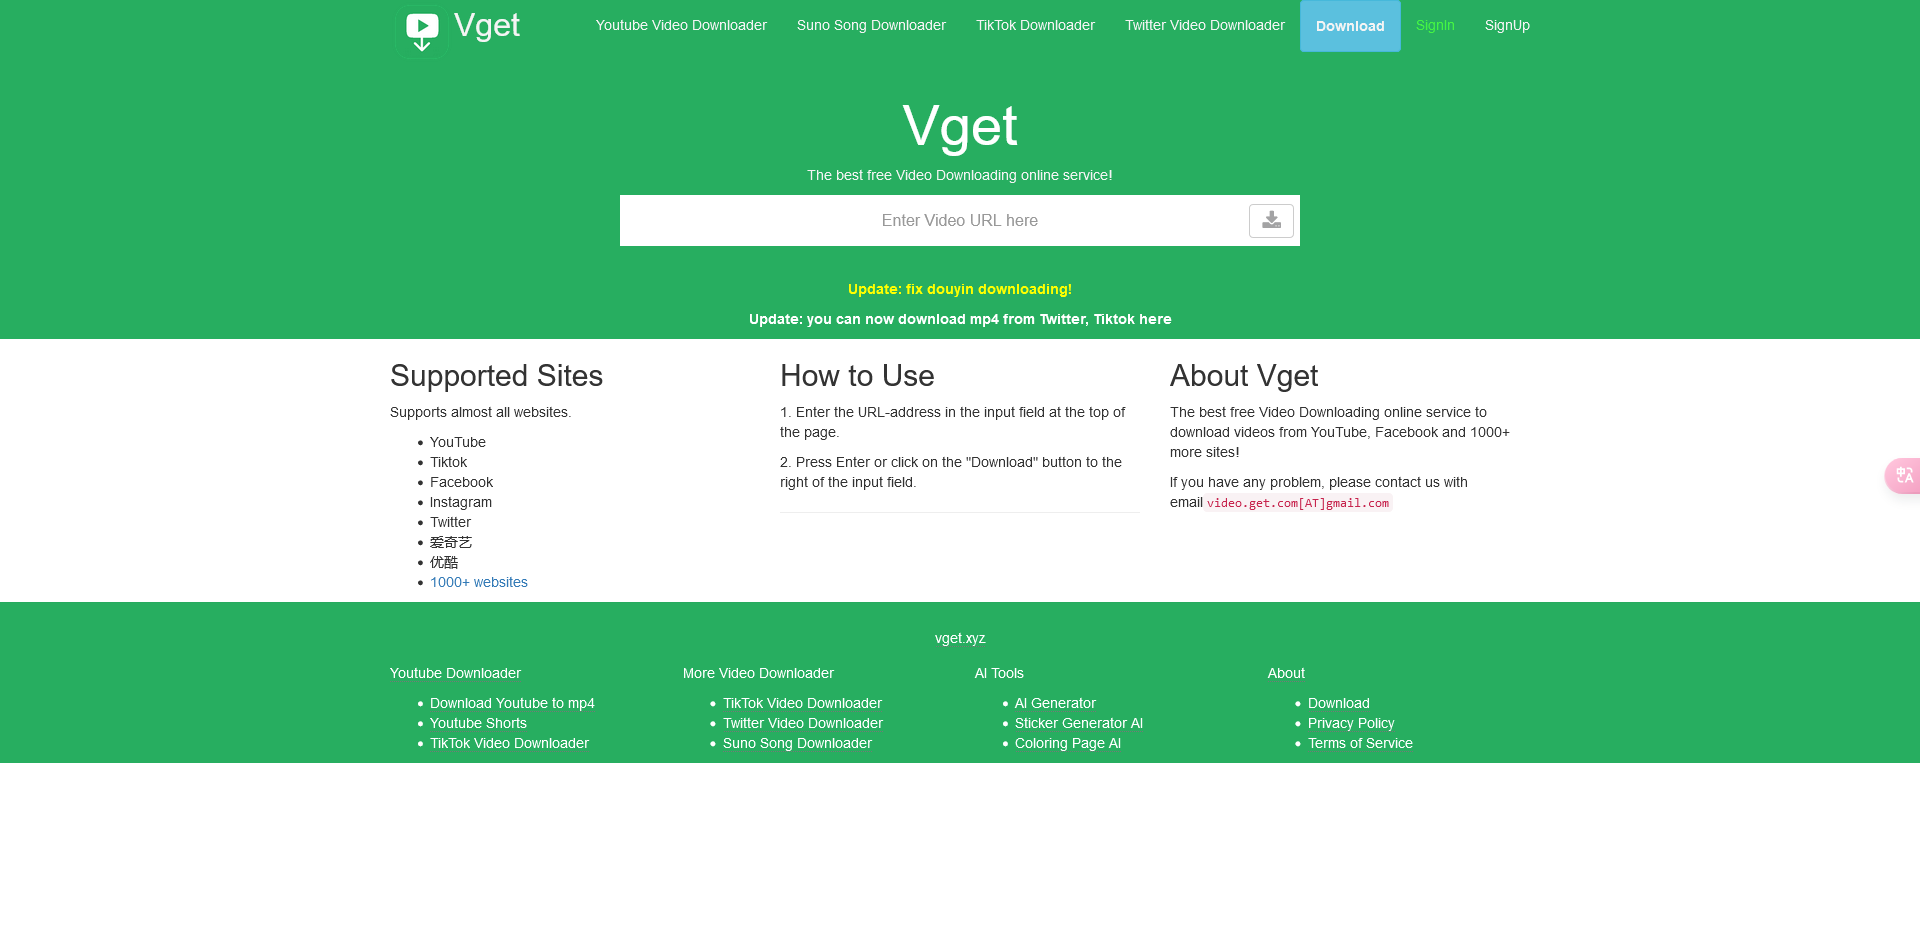 Vget
Youtube Video Downloader
Suno Song Downloader
TikTok Downloader
Twitter Video Downloader
Download
SignIn
SignUp
Vget
The best free Video Downloading online service!
Enter Video URL here
Update: fix douyin downloading!
Update: you can now download mp4 from Twitter, Tiktok here
Supported Sites
Supports almost all websites.
YouTube
Tiktok
Facebook
Instagram
Twitter
爱奇艺
优酷
1000+ websites
How to Use
1. Enter the URL-address in the input field at the top of
the page.
2. Press Enter or click on the "Download" button to the
right of the input field.
About Vget
The best free Video Downloading online service to
download videos from YouTube, Facebook and 1000+
more sites!
If you have any problem, please contact us with
email video.get.com[AT]gmail.com
中A
vget.xyz
Youtube Downloader
Download Youtube to mp4
Youtube Shorts
TikTok Video Downloader
More Video Downloader
TikTok Video Downloader
Twitter Video Downloader
Suno Song Downloader
AI Tools
AI Generator
Sticker Generator AI
Coloring Page AI
About
Download
Privacy Policy
Terms of Service